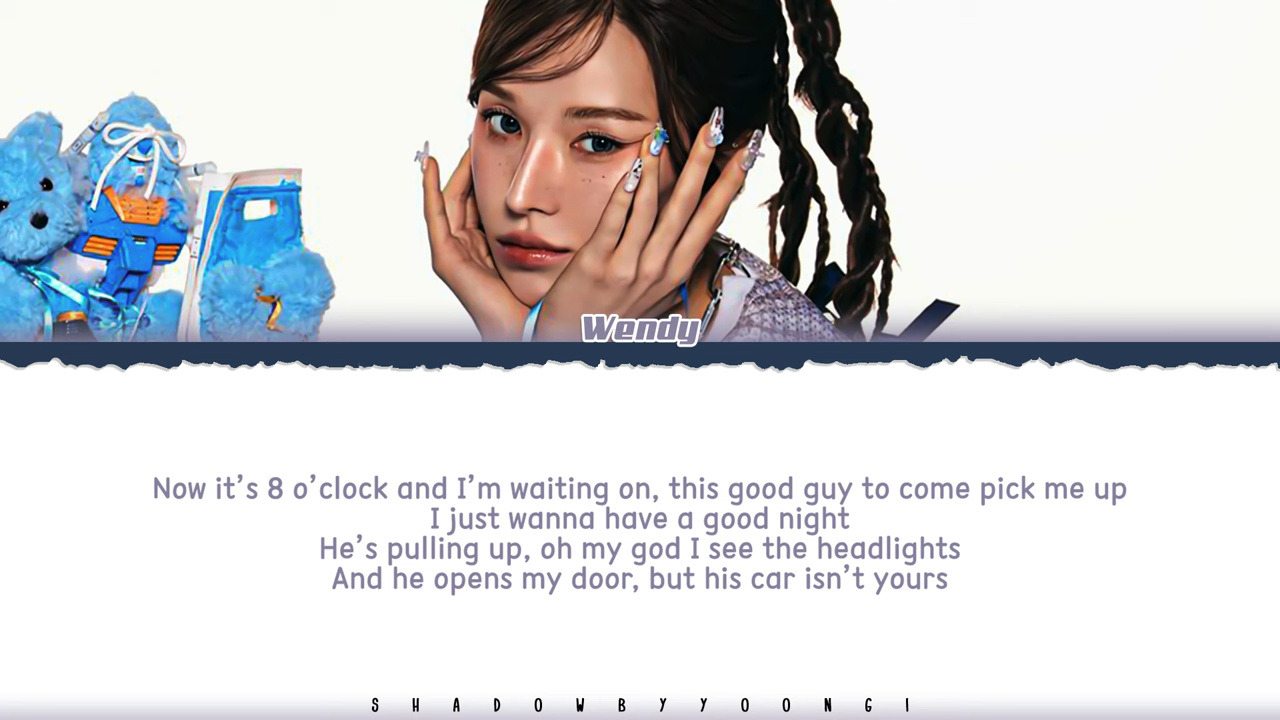 Wendy
Now it's 8 o'clock and I'm waiting on, this good guy to come pick me up
I just wanna have a good night
He's pulling up, oh my god I see the headlights
And he opens my door, but his car isn't yours
SHADOWBYYOONGI